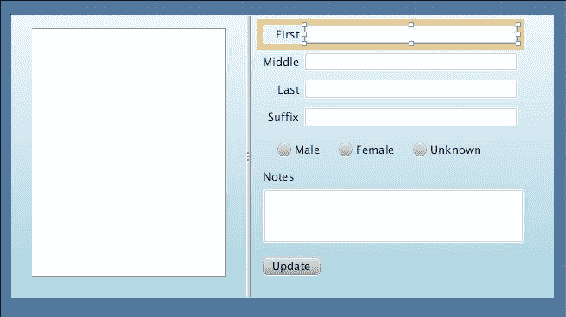 First
Middle
Last
Suffix
Male Female Unknown
Notes
Update